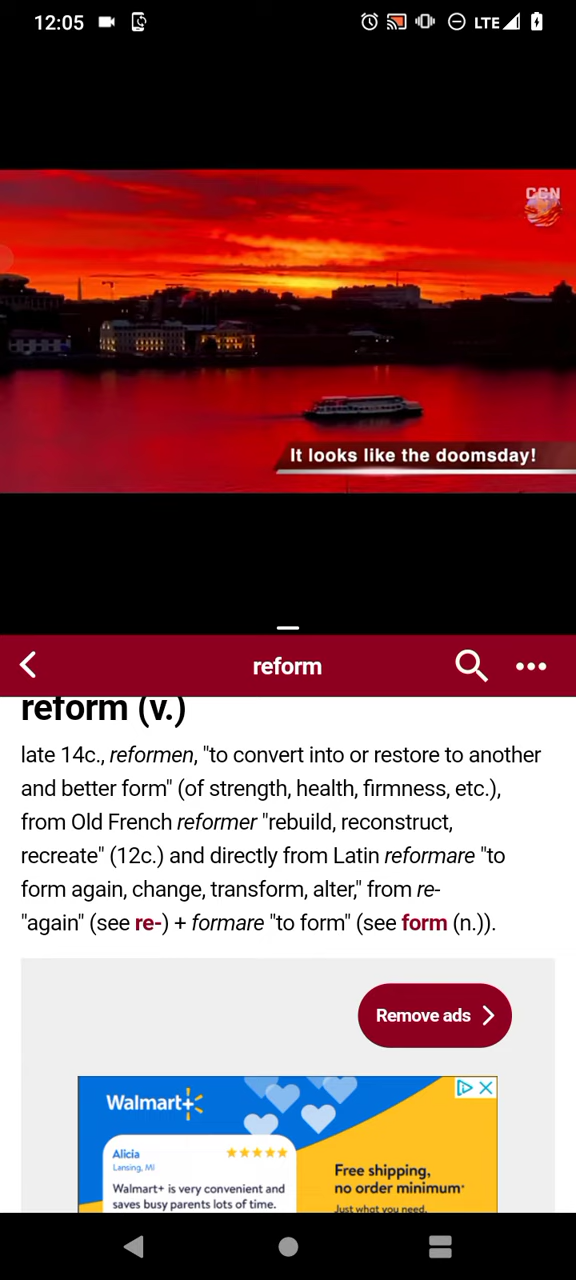 12:05 LTE
CGN
It looks like the doomsday!
reform
reform (v.)
late 14c., reformen, "to convert into or restore to another
and better form" (of strength, health, firmness, etc.),
from Old French reformer "rebuild, reconstruct,
recreate" (12c.) and directly from Latin reformare "to
form again, change, transform, alter," from re-
"again" (see re-) + formare "to form" (see form (n.)).
Remove ads
Walmart+
Alicia
Lansing, MI
Walmart+ is very convenient and
saves busy parents lots of time.
Free shipping,
no order minimum*
Just what you need,